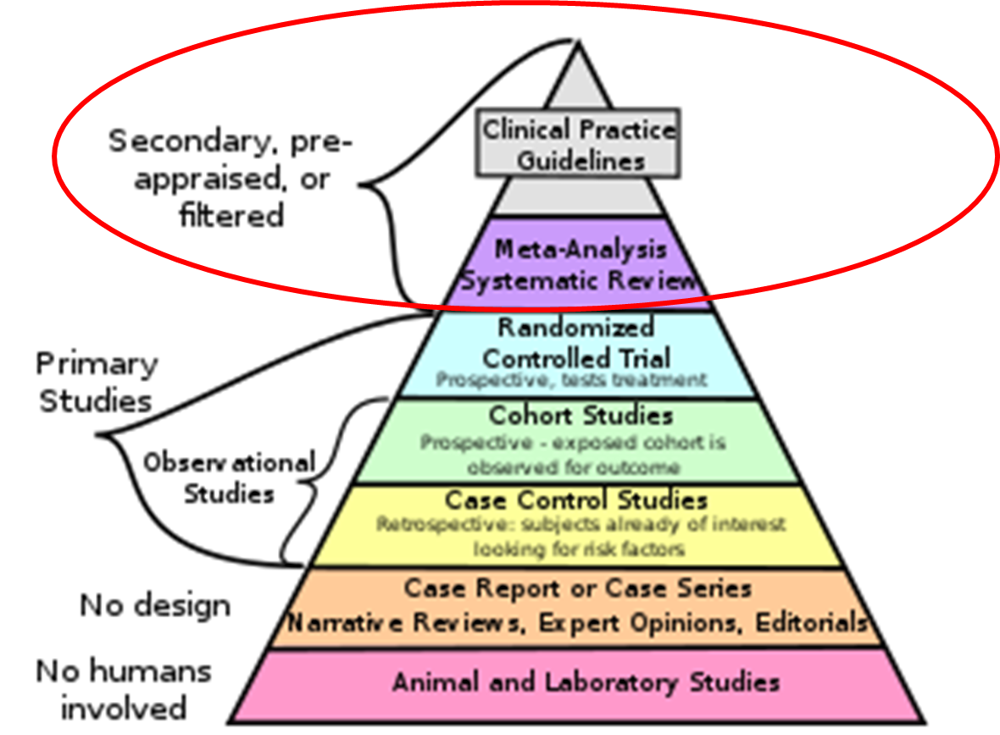 Secondary, pre-
appraised, or
filtered
Clinical Practice
Guidelines
Meta-Analysis
Systematic Review
Primary
Studies
Randomized
Controlled Trial
Prospective, tests treatment
Observational
Studies
Cohort Studies
Prospective - exposed cohort is
observed for outcome
Case Control Studies
Retrospective: subjects already of interest
looking for risk factors
No design
Case Report or Case Series
Narrative Reviews, Expert Opinions, Editorials
No humans
involved
Animal and Laboratory Studies